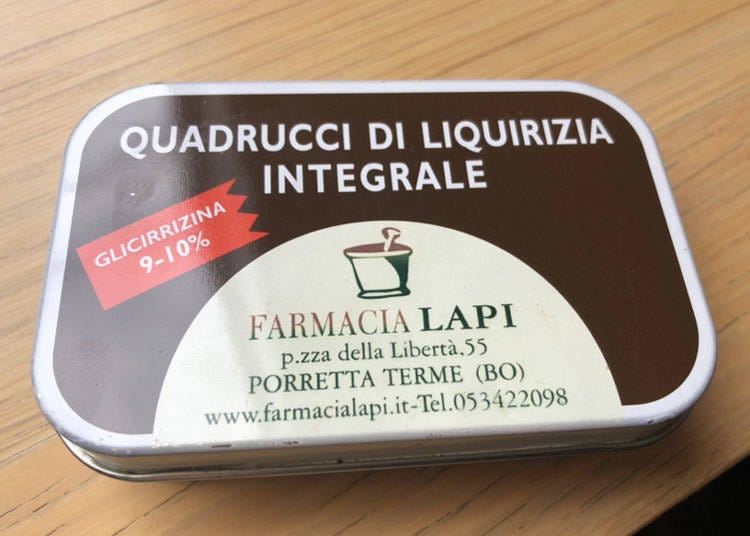 QUADRUCCI DI LIQUIRIZIA
INTEGRALE
GLICIRRIZINA
9-10%
FARMACIA LAPI
p.zza della Libertà,55
PORRETTA TERME (BO)
www.farmacialapi.it-Tel.053422098